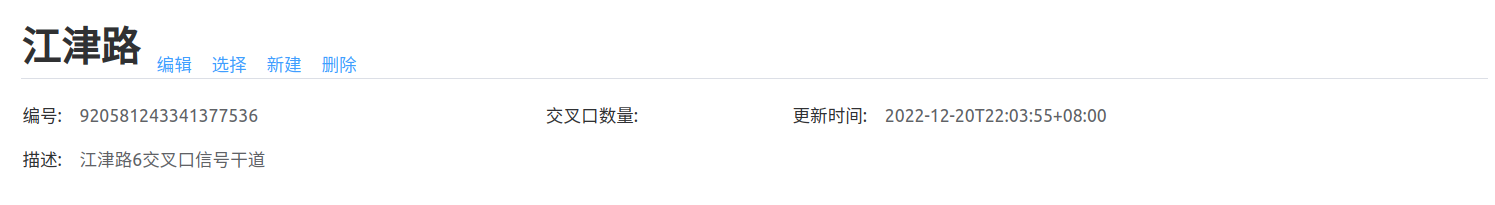 江津路 编辑 选择 新建 删除
编号: 920581243341377536 交叉口数量: 更新时间: 2022-12-20T22:03:55+08:00
描述: 江津路6交叉口信号干道